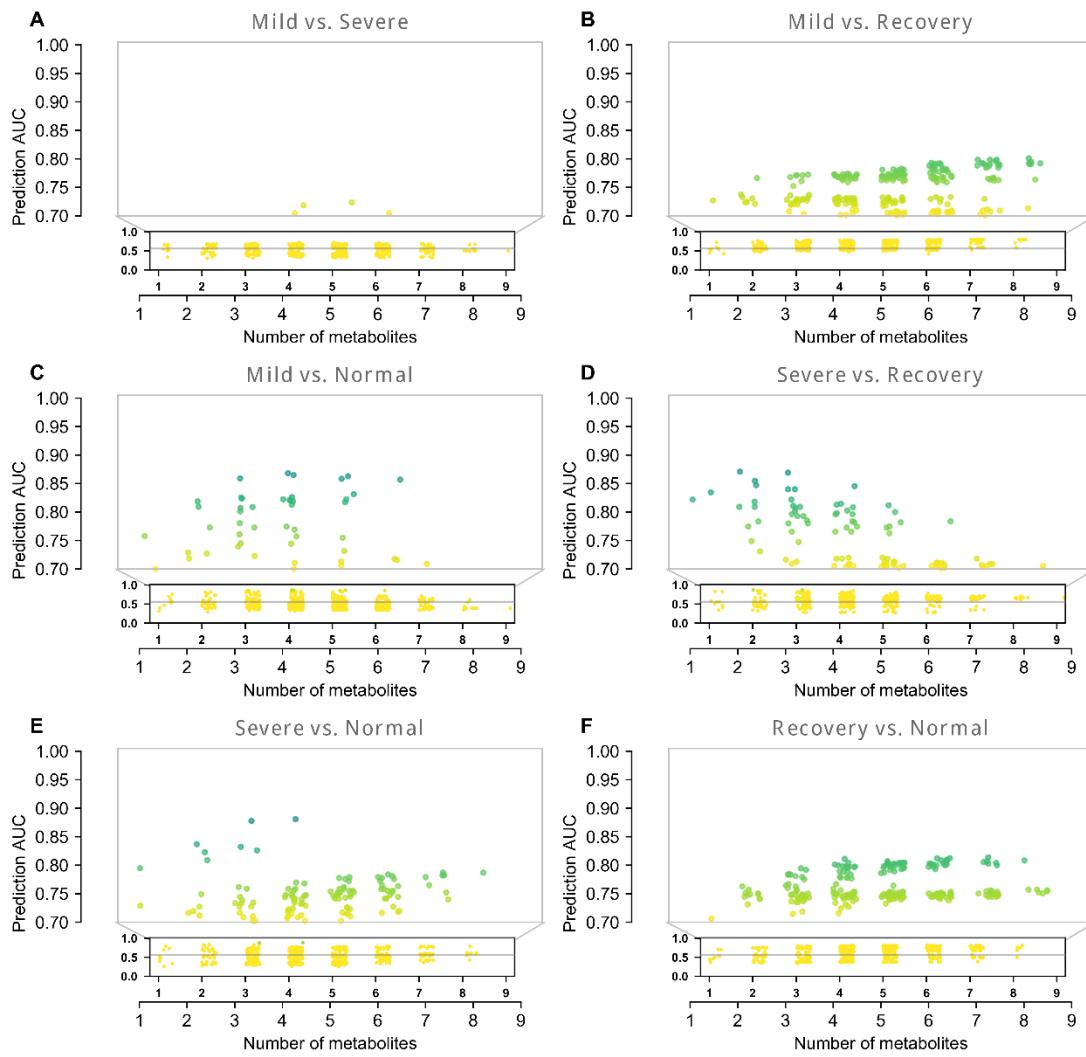 A Mild vs. Severe
1.00
0.95
0.90
0.85
0.80
0.75
0.70
Prediction AUC
1.0
0.5
0.0
1 2 3 4 5 6 7 8 9
1 2 3 4 5 6 7 8 9
Number of metabolites
B Mild vs. Recovery
1.00
0.95
0.90
0.85
0.80
0.75
0.70
Prediction AUC
1.0
0.5
0.0
1 2 3 4 5 6 7 8 9
1 2 3 4 5 6 7 8 9
Number of metabolites
C Mild vs. Normal
1.00
0.95
0.90
0.85
0.80
0.75
0.70
Prediction AUC
1.0
0.5
0.0
1 2 3 4 5 6 7 8 9
1 2 3 4 5 6 7 8 9
Number of metabolites
D Severe vs. Recovery
1.00
0.95
0.90
0.85
0.80
0.75
0.70
Prediction AUC
1.0
0.5
0.0
1 2 3 4 5 6 7 8 9
1 2 3 4 5 6 7 8 9
Number of metabolites
E Severe vs. Normal
1.00
0.95
0.90
0.85
0.80
0.75
0.70
Prediction AUC
1.0
0.5
0.0
1 2 3 4 5 6 7 8 9
1 2 3 4 5 6 7 8 9
Number of metabolites
F Recovery vs. Normal
1.00
0.95
0.90
0.85
0.80
0.75
0.70
Prediction AUC
1.0
0.5
0.0
1 2 3 4 5 6 7 8 9
1 2 3 4 5 6 7 8 9
Number of metabolites